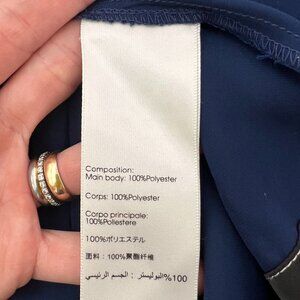 Composition:
Main body: 100%Polyester
Corps: 100%Polyester
Corpo principale:
100%Poliestere
100%ポリエステル
面料：100%聚酯纤维
الجسم الرئيسي : البوليستر%100